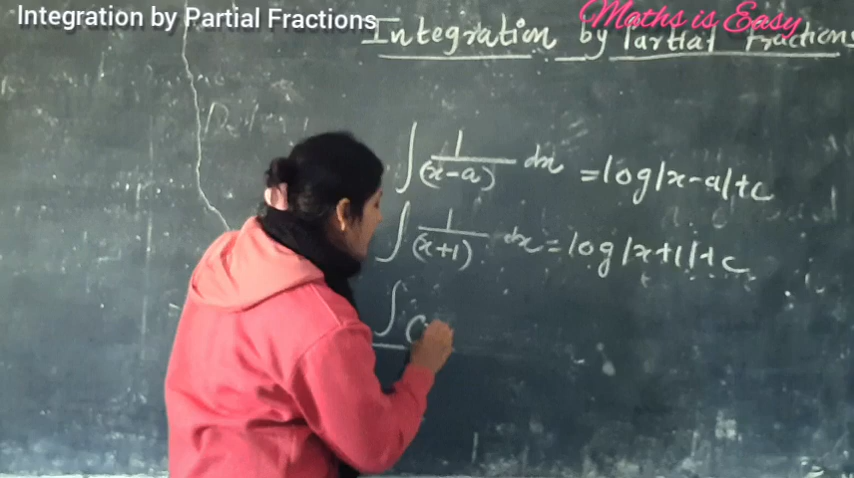 Integration by Partial Fractions
Maths is Easy
Integration by Partial Fractions
∫ 1/(x-a) dx = log|x-a|+c
∫ 1/(x+1) dx = log|x+1|+c
∫